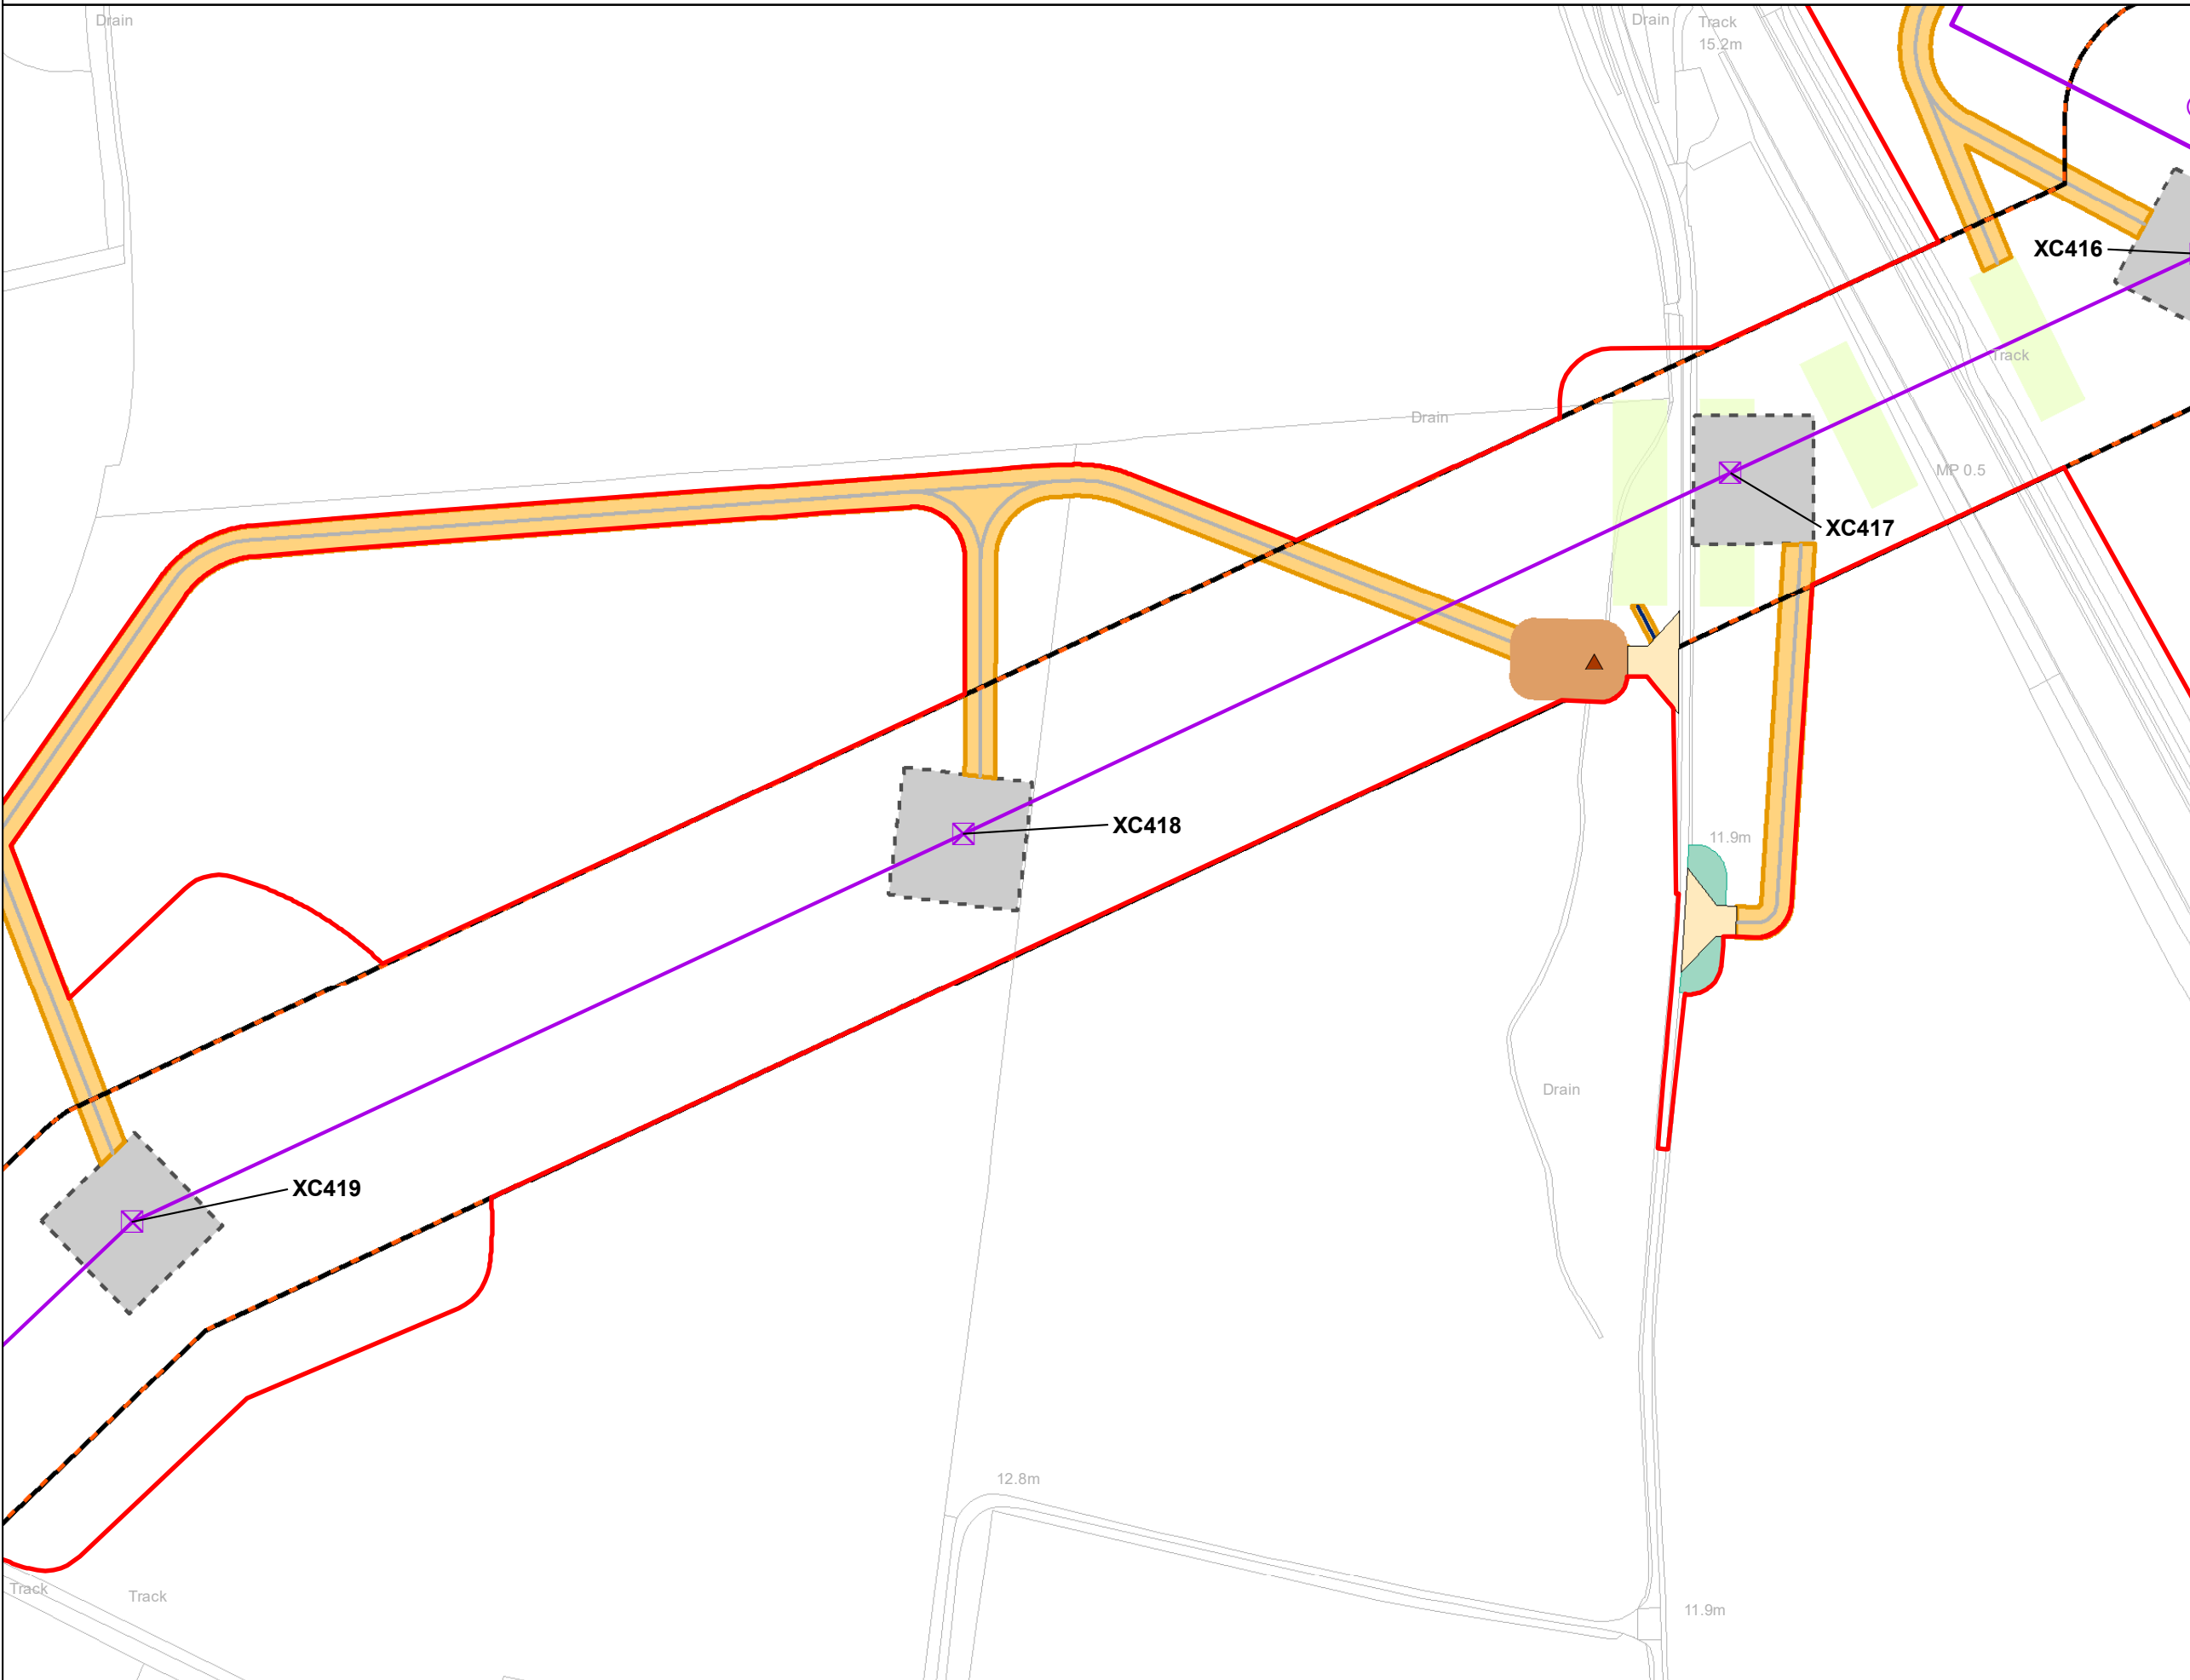 Drain
Drain
Track
15.2m
XC416
Track
Drain
MP 0.5
XC417
XC418
11.9m
Drain
XC419
12.8m
Track
Track
11.9m